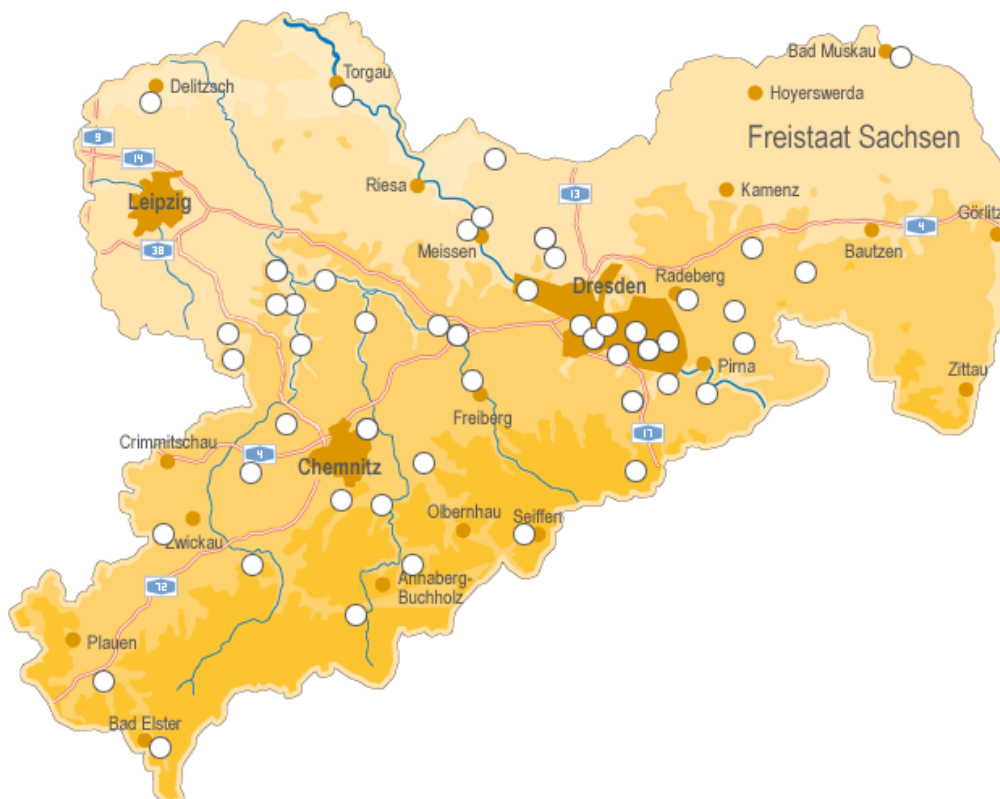 Bad Muskau
Torgau
Delitzsch
Hoyerswerda
9
Freistaat Sachsen
14
Riesa
13
Kamenz
Leipzig
Görlitz
4
38
Meissen
Bautzen
Radeberg
Dresden
Pirna
Zittau
Freiberg
17
Crimmitschau
4
Chemnitz
Olbernhau
Seiffen
Zwickau
72
Annaberg-
Buchholz
Plauen
Bad Elster